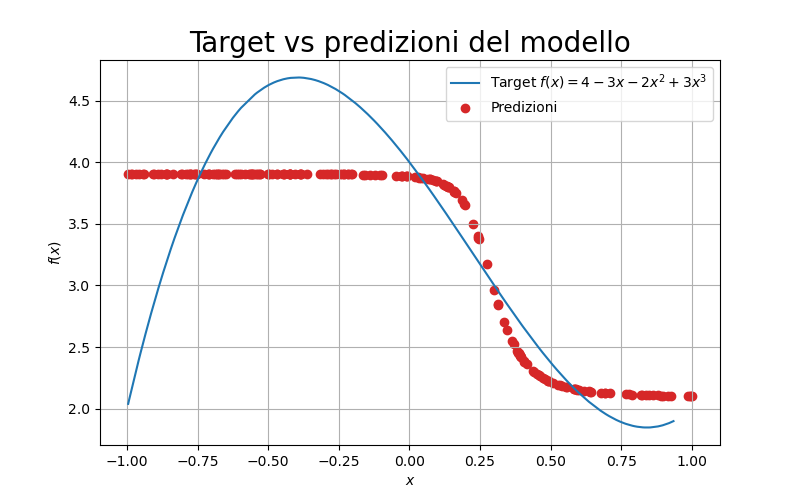 Target vs predizioni del modello
Target f(x) = 4 − 3x − 2x² + 3x³
Predizioni
4.5
4.0
3.5
3.0
2.5
2.0
f(x)
−1.00 −0.75 −0.50 −0.25 0.00 0.25 0.50 0.75 1.00
x